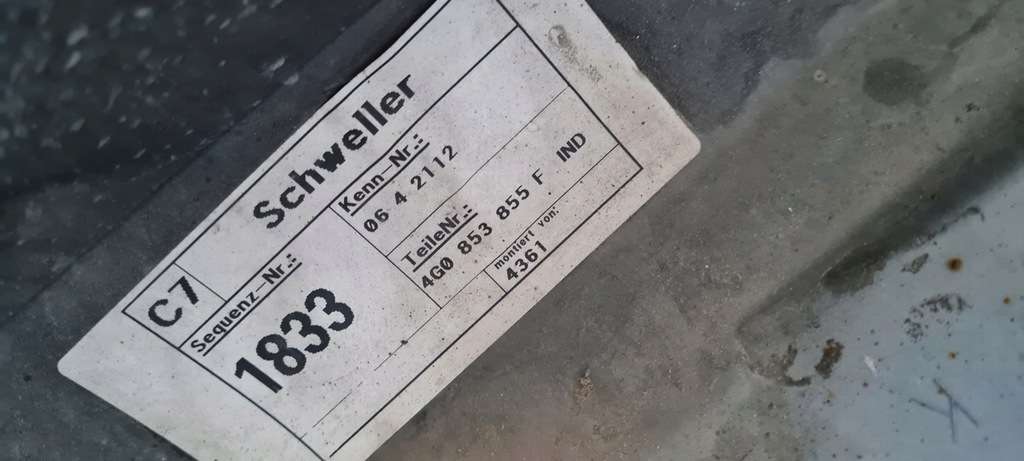 C7
Schweller
Sequenz-Nr.:
1833
Kenn-Nr.:
06 4 2112
TeileNr.:
4G0 853 855 F IND
montiert von:
4361